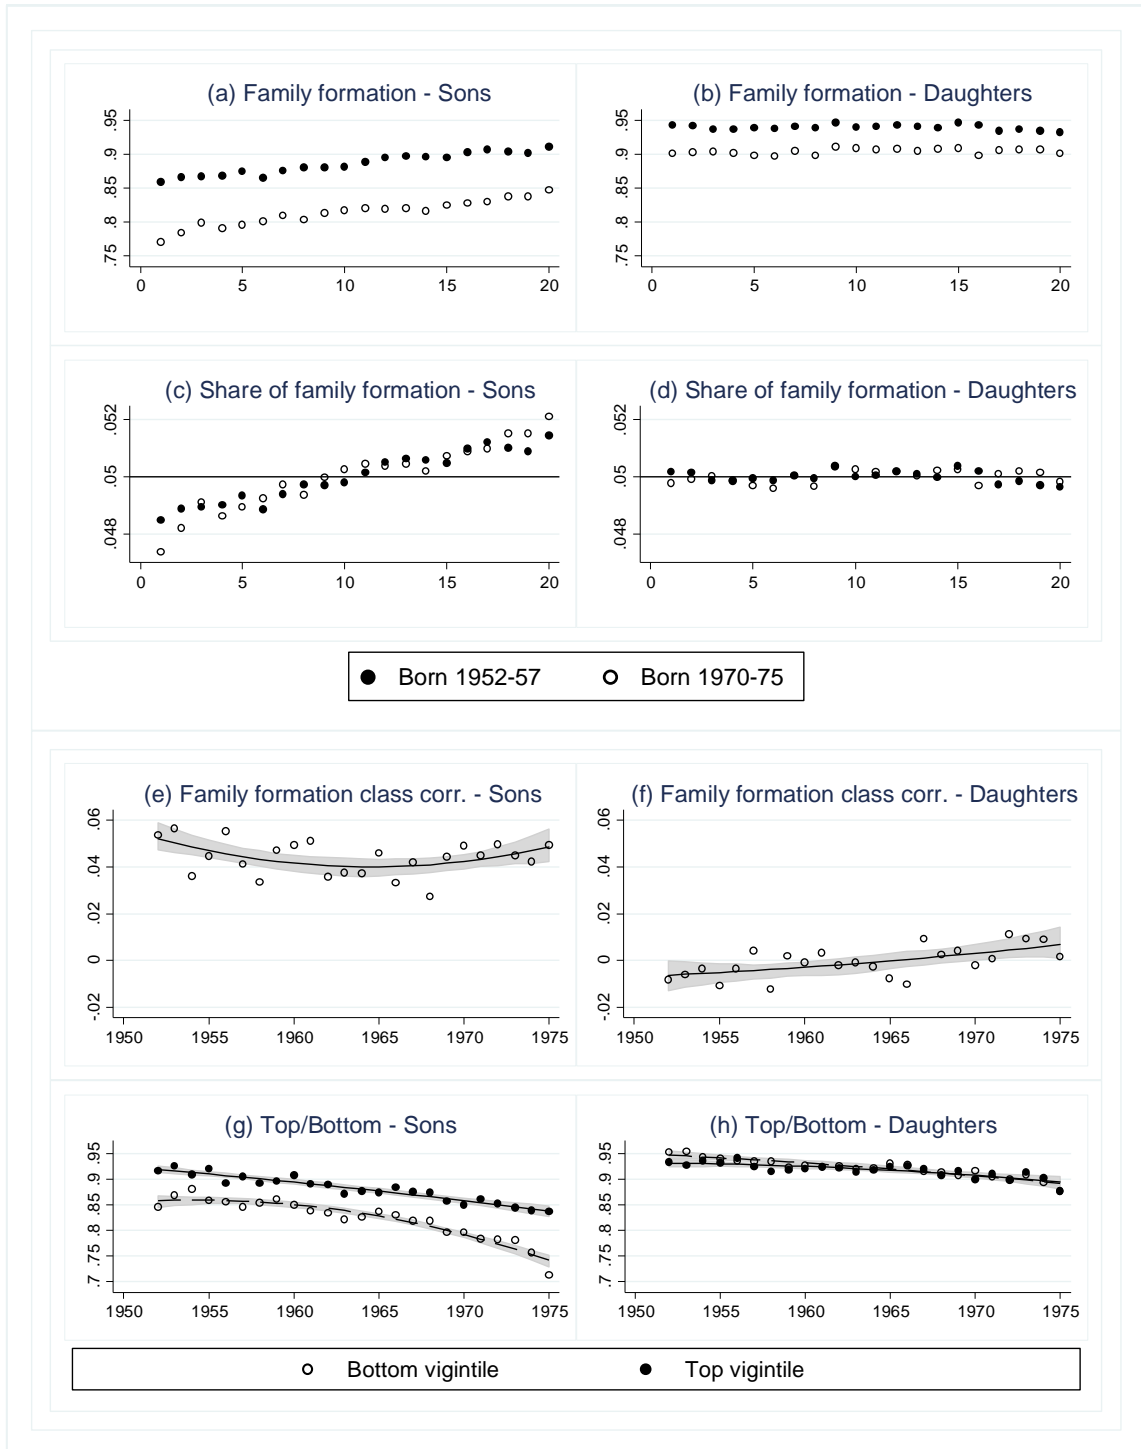 (a) Family formation - Sons
.95
.9
.85
.8
.75
0 5 10 15 20
(b) Family formation - Daughters
.95
.9
.85
.8
.75
0 5 10 15 20
(c) Share of family formation - Sons
.052
.05
.048
0 5 10 15 20
(d) Share of family formation - Daughters
.052
.05
.048
0 5 10 15 20
Born 1952-57 Born 1970-75
(e) Family formation class corr. - Sons
.06
.04
.02
0
-.02
1950 1955 1960 1965 1970 1975
(f) Family formation class corr. - Daughters
.06
.04
.02
0
-.02
1950 1955 1960 1965 1970 1975
(g) Top/Bottom - Sons
.95
.9
.85
.8
.75
.7
1950 1955 1960 1965 1970 1975
(h) Top/Bottom - Daughters
.95
.9
.85
.8
.75
.7
1950 1955 1960 1965 1970 1975
Bottom vigintile Top vigintile